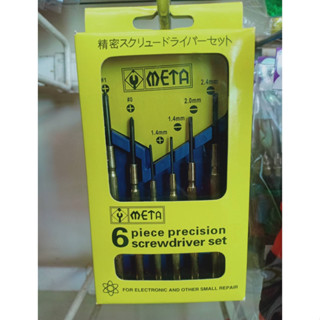 精密スクリュードライバーセット
META
#1
#0
1.4mm
1.4mm
2.0mm
2.4mm
META
6 piece precision
screwdriver set
FOR ELECTRONIC AND OTHER SMALL REPAIR